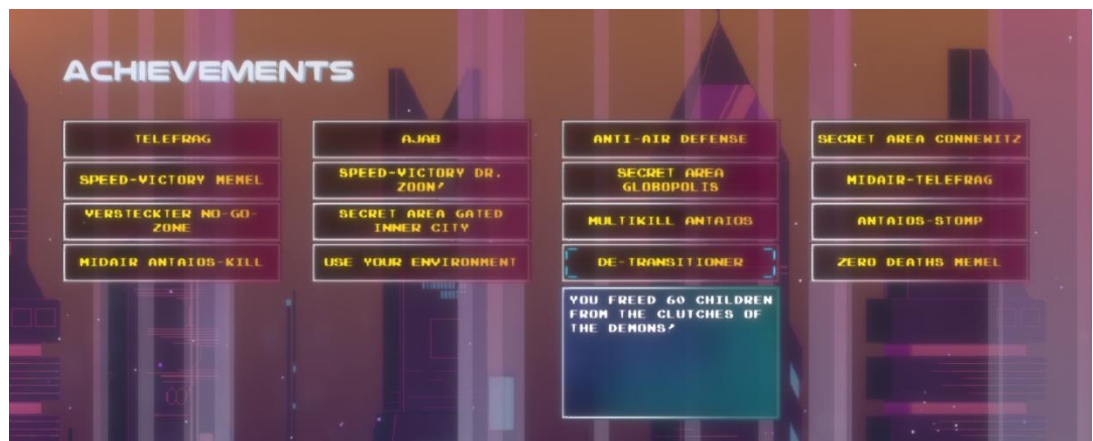 ACHIEVEMENTS
TELEFRAG
AJAB
ANTI-AIR DEFENSE
SECRET AREA CONNEWITZ
SPEED-VICTORY MEMEL
SPEED-VICTORY DR.
ZOON!
SECRET AREA
GLOBOPOLIS
MIDAIR-TELEFRAG
VERSTECKTER NO-GO-
ZONE
SECRET AREA GATED
INNER CITY
MULTIKILL ANTAIOS
ANTAIOS-STOMP
MIDAIR ANTAIOS-KILL
USE YOUR ENVIRONMENT
DE-TRANSITIONER
ZERO DEATHS MEMEL
YOU FREED 60 CHILDREN
FROM THE CLUTCHES OF
THE DEMONS!